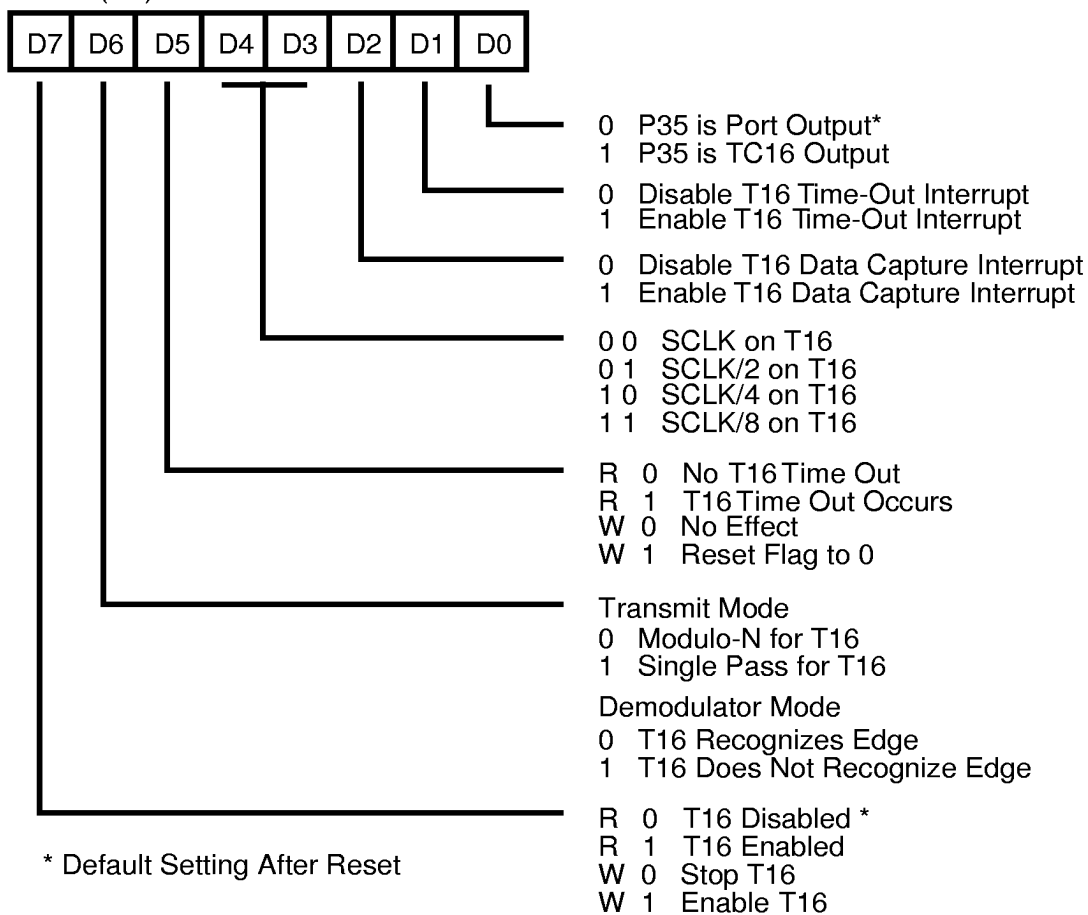 D7 D6 D5 D4 D3 D2 D1 D0
0 P35 is Port Output*
1 P35 is TC16 Output
0 Disable T16 Time-Out Interrupt
1 Enable T16 Time-Out Interrupt
0 Disable T16 Data Capture Interrupt
1 Enable T16 Data Capture Interrupt
0 0 SCLK on T16
0 1 SCLK/2 on T16
1 0 SCLK/4 on T16
1 1 SCLK/8 on T16
R 0 No T16 Time Out
R 1 T16 Time Out Occurs
W 0 No Effect
W 1 Reset Flag to 0
Transmit Mode
0 Modulo-N for T16
1 Single Pass for T16
Demodulator Mode
0 T16 Recognizes Edge
1 T16 Does Not Recognize Edge
R 0 T16 Disabled *
R 1 T16 Enabled
W 0 Stop T16
W 1 Enable T16
* Default Setting After Reset